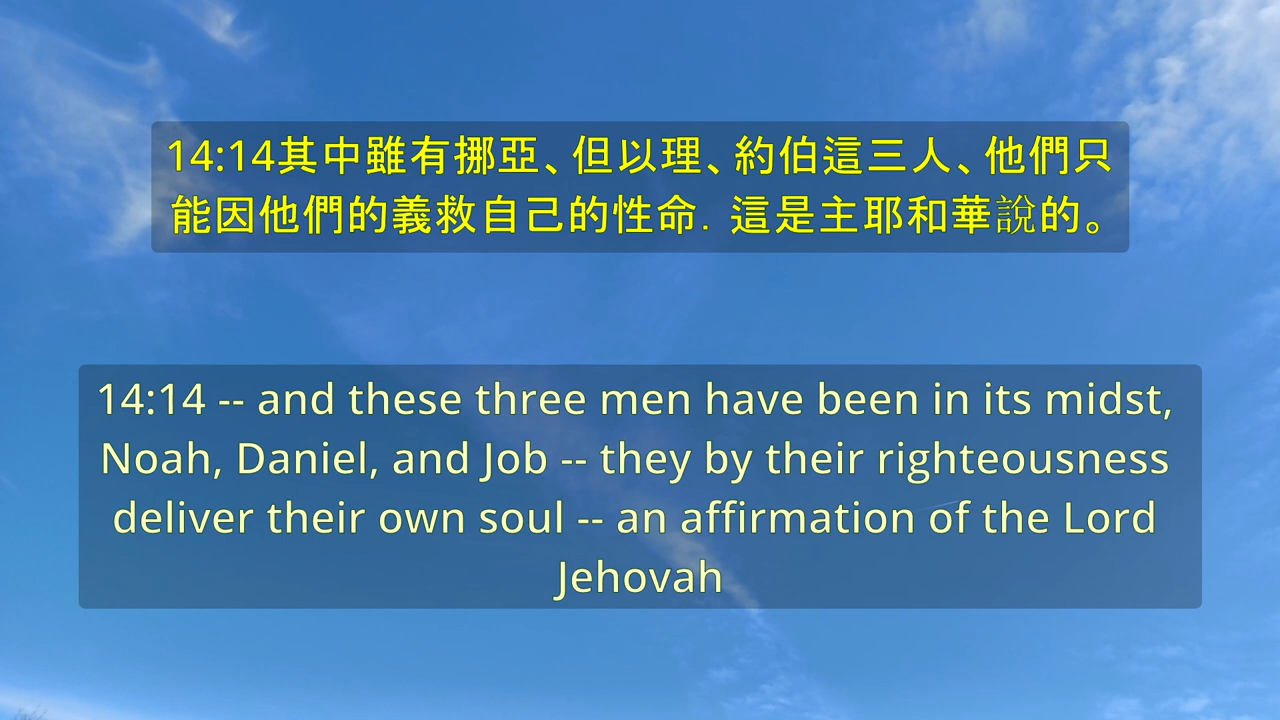 14:14其中雖有挪亞、但以理、約伯這三人、他們只
能因他們的義救自己的性命．這是主耶和華說的。
14:14 -- and these three men have been in its midst,
Noah, Daniel, and Job -- they by their righteousness
deliver their own soul -- an affirmation of the Lord
Jehovah